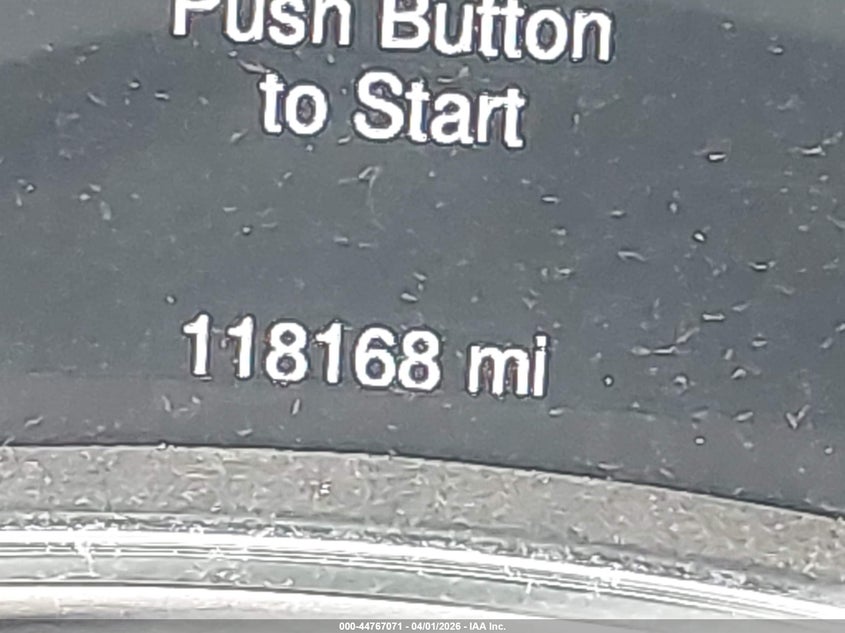 Push Button
to Start
118168 mi
000-44767071 - 04/01/2026 - IAA Inc.